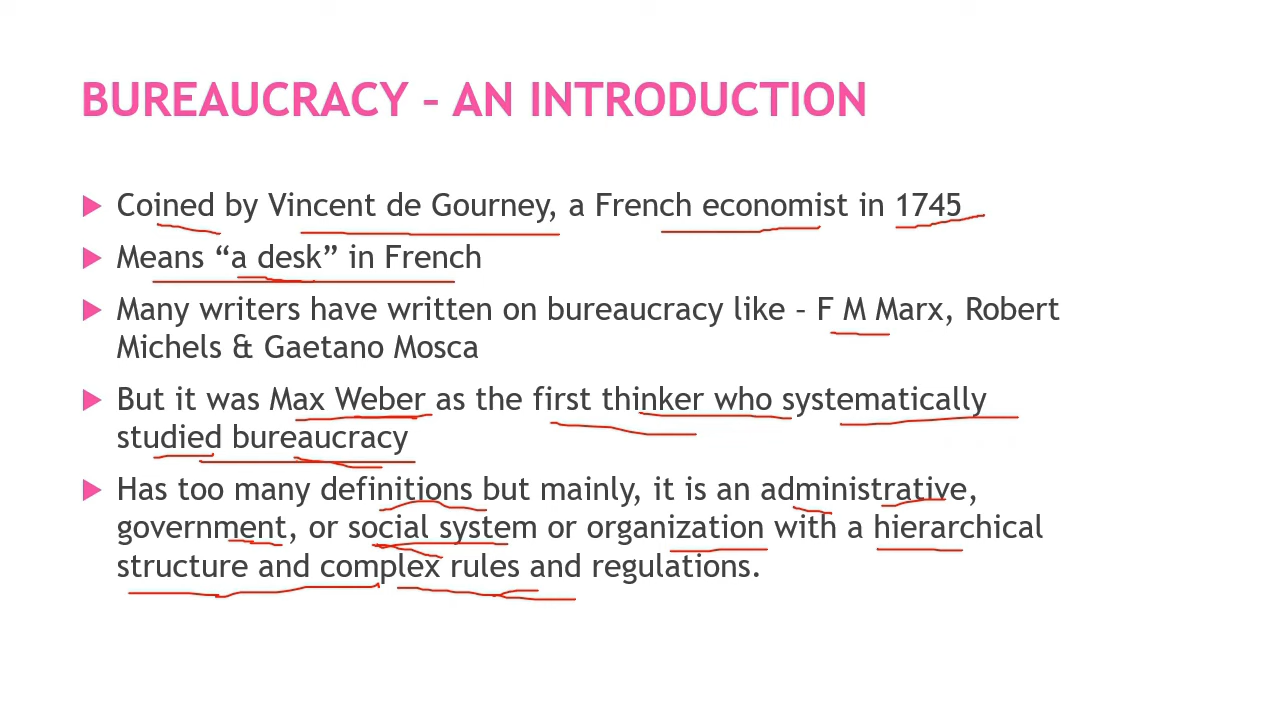 BUREAUCRACY – AN INTRODUCTION
Coined by Vincent de Gourney, a French economist in 1745
Means “a desk” in French
Many writers have written on bureaucracy like – F M Marx, Robert
Michels & Gaetano Mosca
But it was Max Weber as the first thinker who systematically
studied bureaucracy
Has too many definitions but mainly, it is an administrative,
government, or social system or organization with a hierarchical
structure and complex rules and regulations.